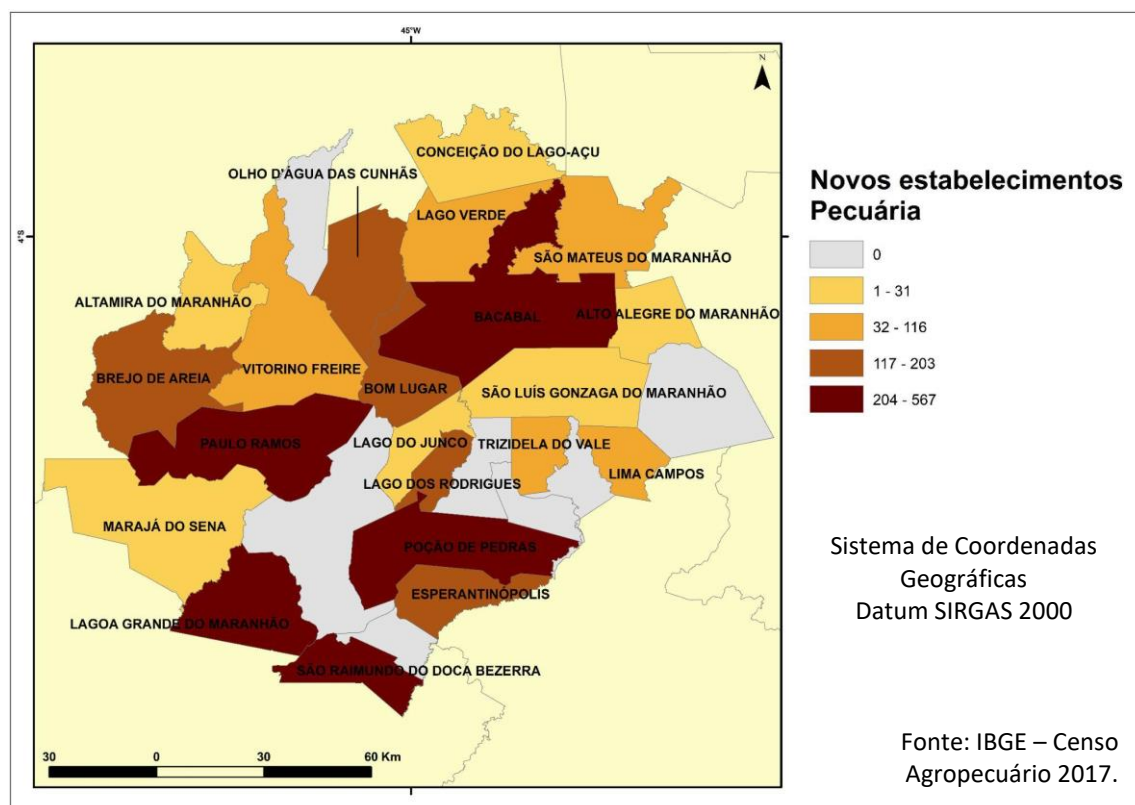 45°W
N
4°S
CONCEIÇÃO DO LAGO-AÇU
OLHO D'ÁGUA DAS CUNHÃS
LAGO VERDE
SÃO MATEUS DO MARANHÃO
ALTAMIRA DO MARANHÃO
BACABAL
ALTO ALEGRE DO MARANHÃO
BREJO DE AREIA
VITORINO FREIRE
BOM LUGAR
SÃO LUÍS GONZAGA DO MARANHÃO
PAULO RAMOS
LAGO DO JUNCO
TRIZIDELA DO VALE
LIMA CAMPOS
LAGO DOS RODRIGUES
MARAJÁ DO SENA
POÇÃO DE PEDRAS
ESPERANTINÓPOLIS
LAGOA GRANDE DO MARANHÃO
SÃO RAIMUNDO DO DOCA BEZERRA
30 0 30 60 Km
Novos estabelecimentos
Pecuária
0
1 - 31
32 - 116
117 - 203
204 - 567
Sistema de Coordenadas
Geográficas
Datum SIRGAS 2000
Fonte: IBGE – Censo
Agropecuário 2017.